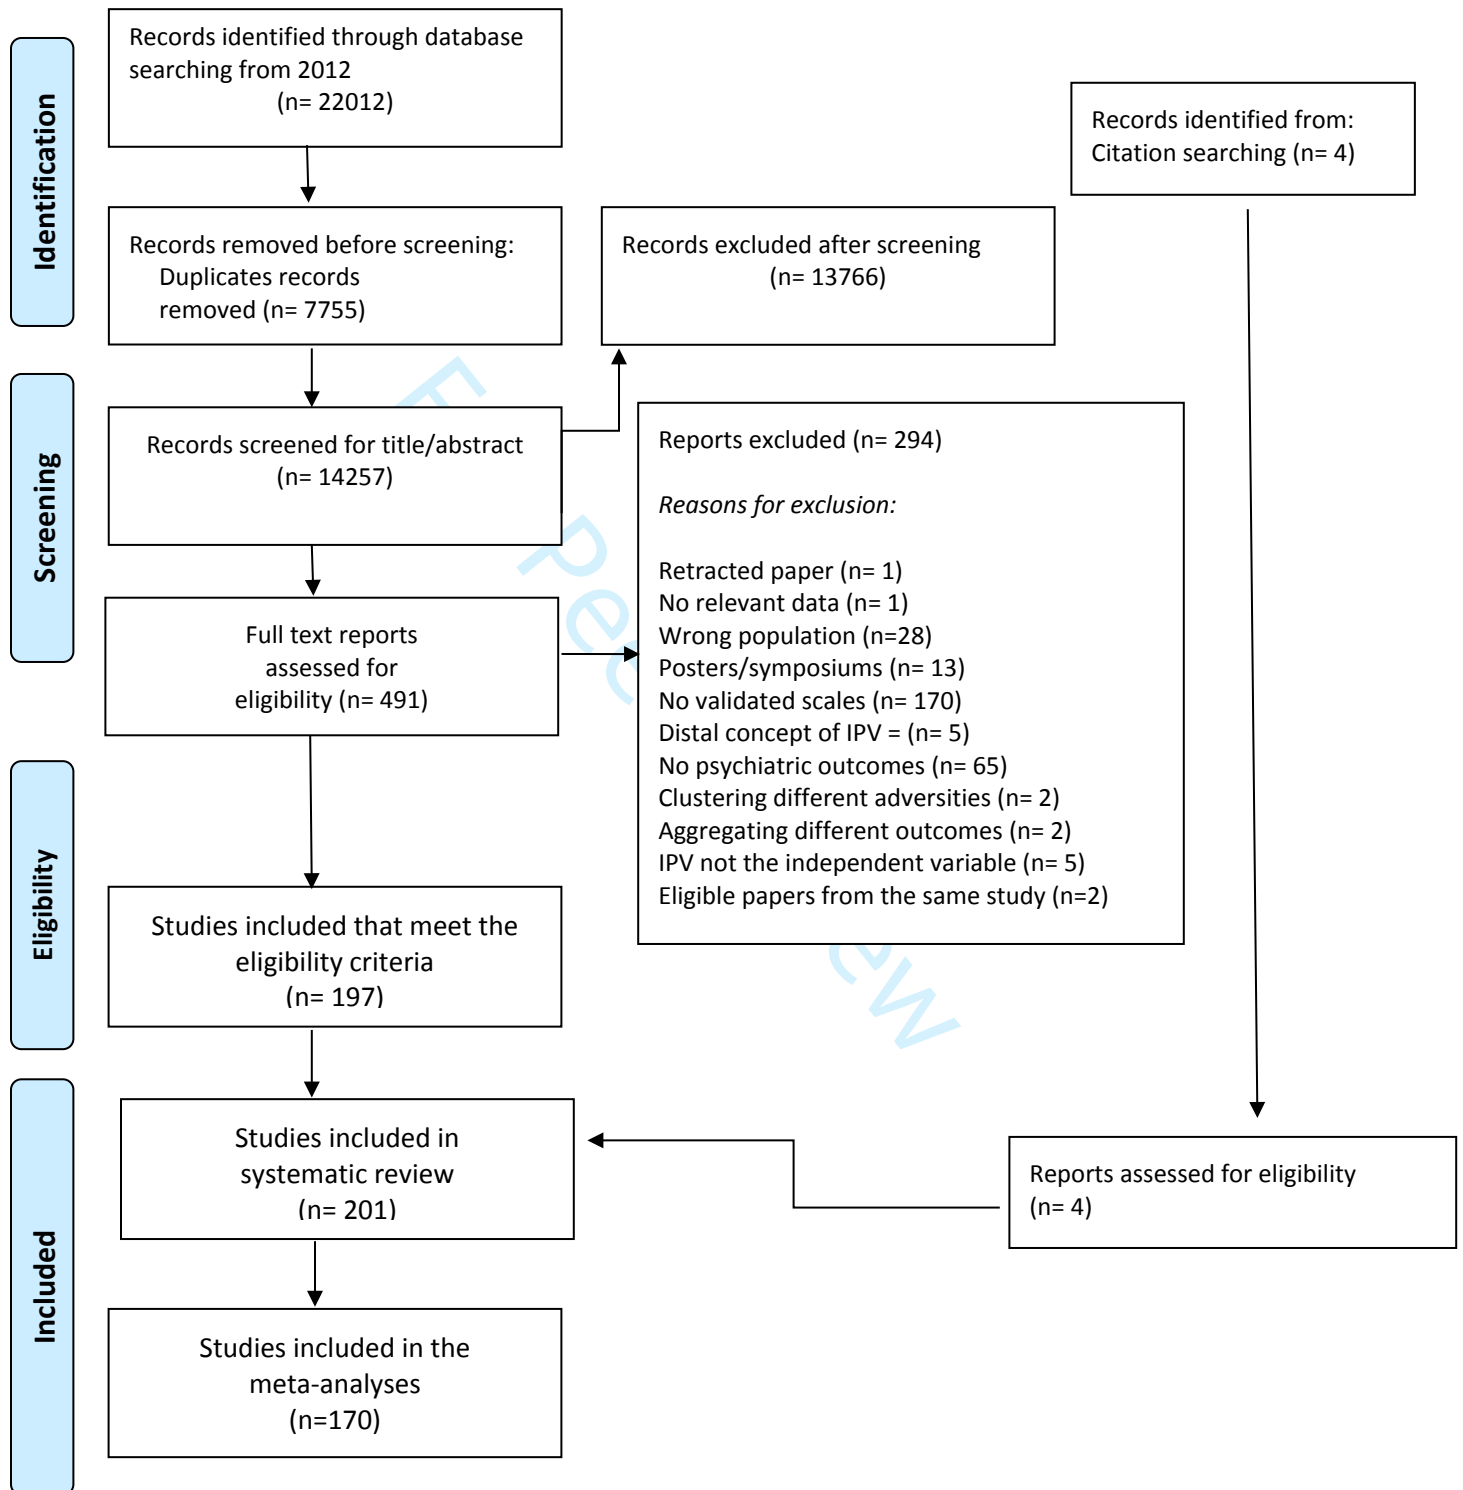 Identification
Records identified through database
searching from 2012
(n= 22012)
Records identified from:
Citation searching (n= 4)
Records removed before screening:
Duplicates records
removed (n= 7755)
Records excluded after screening
(n= 13766)
Screening
Records screened for title/abstract
(n= 14257)
Full text reports
assessed for
eligibility (n= 491)
Reports excluded (n= 294)
Reasons for exclusion:
Retracted paper (n= 1)
No relevant data (n= 1)
Wrong population (n=28)
Posters/symposiums (n= 13)
No validated scales (n= 170)
Distal concept of IPV = (n= 5)
No psychiatric outcomes (n= 65)
Clustering different adversities (n= 2)
Aggregating different outcomes (n= 2)
IPV not the independent variable (n= 5)
Eligible papers from the same study (n=2)
Eligibility
Studies included that meet the
eligibility criteria
(n= 197)
Included
Studies included in
systematic review
(n= 201)
Reports assessed for eligibility
(n= 4)
Studies included in the
meta-analyses
(n=170)